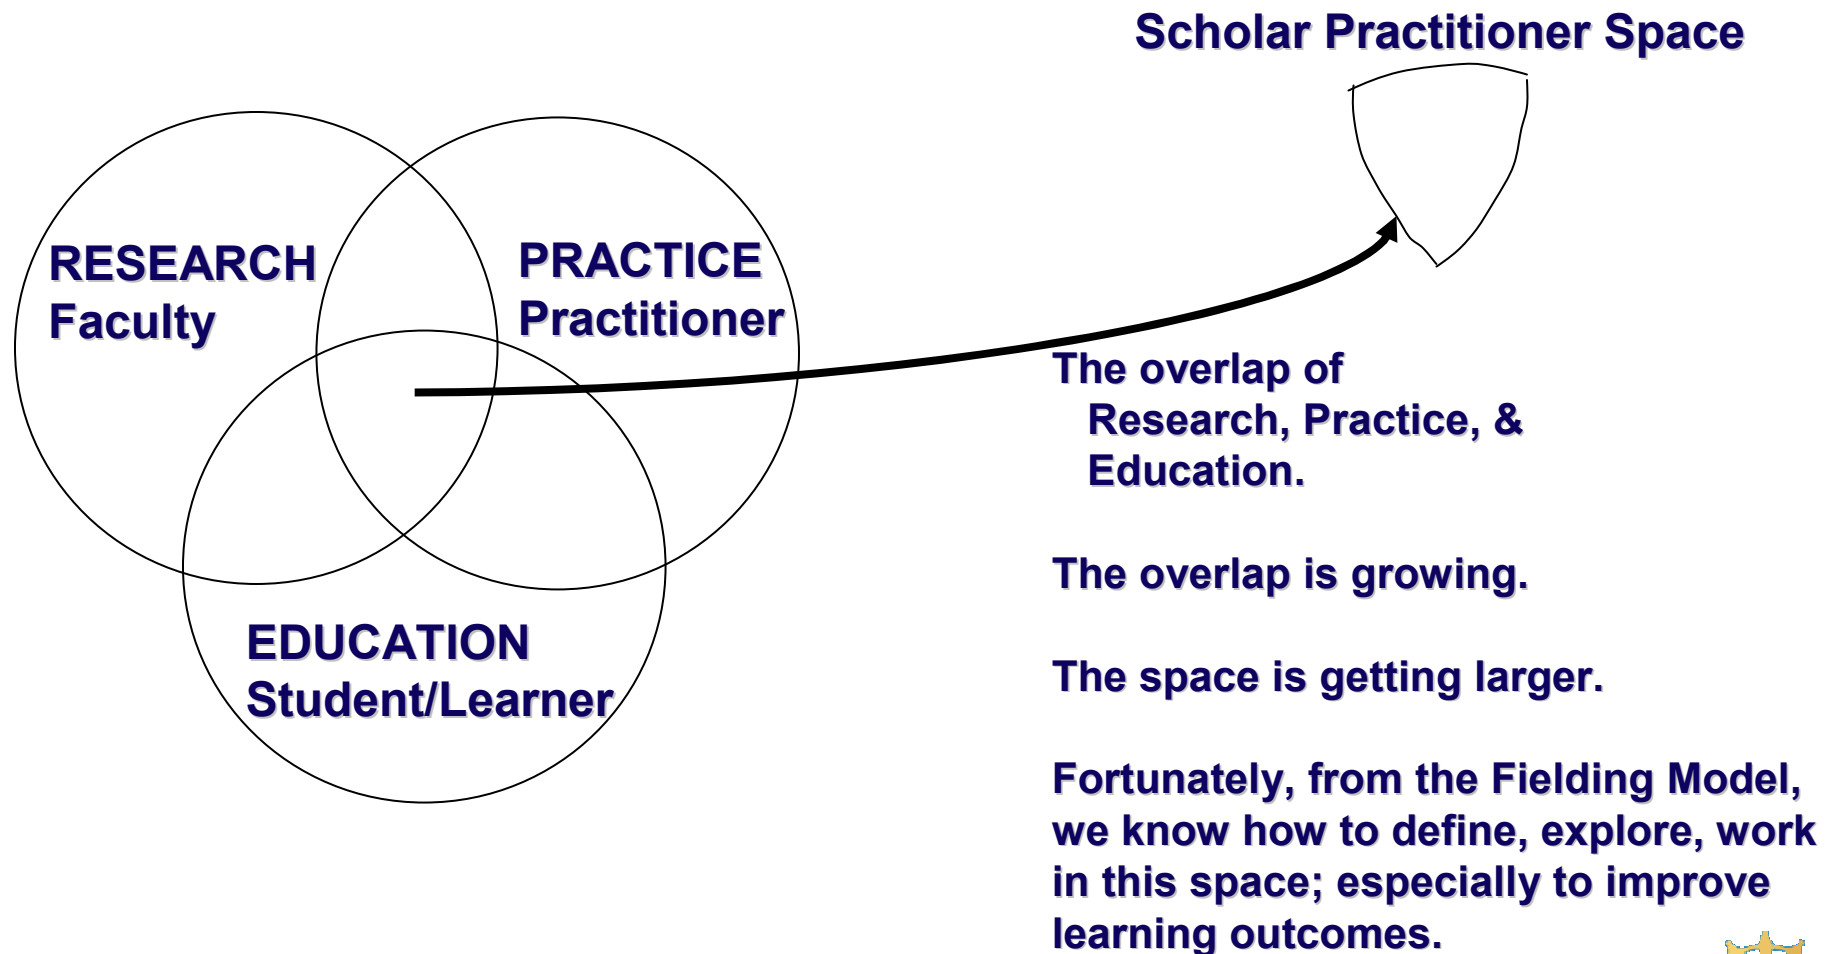 Scholar Practitioner Space
RESEARCH
Faculty
PRACTICE
Practitioner
EDUCATION
Student/Learner
The overlap of
Research, Practice, &
Education.
The overlap is growing.
The space is getting larger.
Fortunately, from the Fielding Model,
we know how to define, explore, work
in this space; especially to improve
learning outcomes.